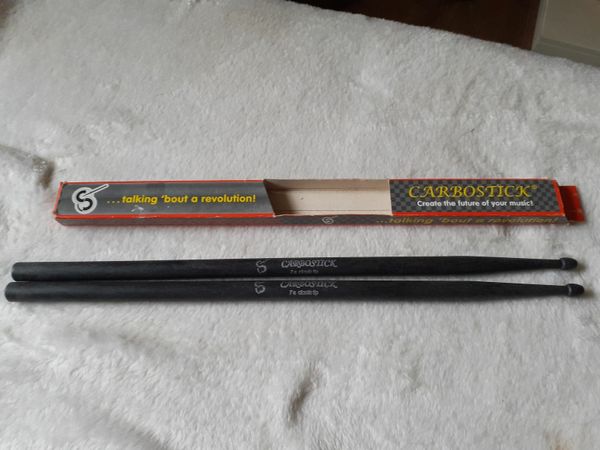 ...talking 'bout a revolution!
CARBOSTICK®
Create the future of your music!
...talking 'bout a revolution!
CARBOSTICK
CARBOSTICK